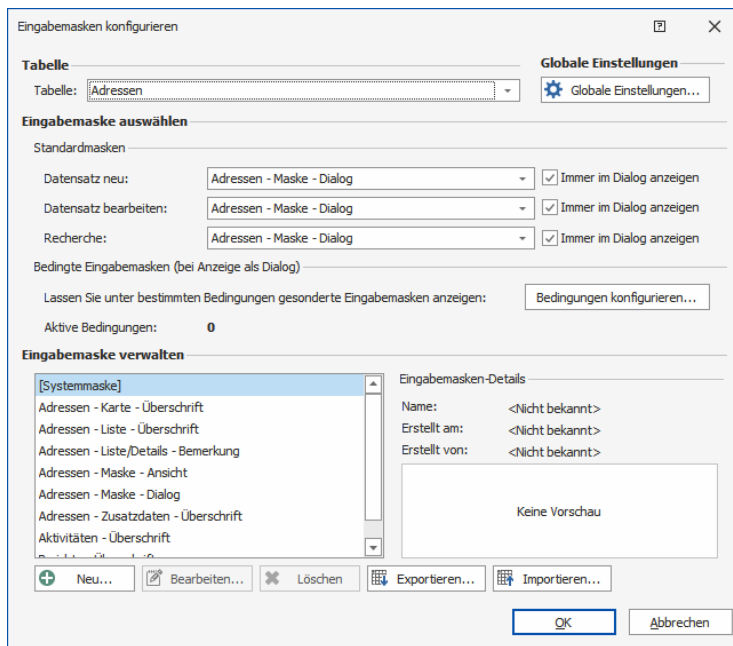 Eingabemasken konfigurieren
Tabelle
Globale Einstellungen
Tabelle: Adressen
Globale Einstellungen...
Eingabemaske auswählen
Standardmasken
Datensatz neu: Adressen - Maske - Dialog Immer im Dialog anzeigen
Datensatz bearbeiten: Adressen - Maske - Dialog Immer im Dialog anzeigen
Recherche: Adressen - Maske - Dialog Immer im Dialog anzeigen
Bedingte Eingabemasken (bei Anzeige als Dialog)
Lassen Sie unter bestimmten Bedingungen gesonderte Eingabemasken anzeigen: Bedingungen konfigurieren...
Aktive Bedingungen: 0
Eingabemaske verwalten
[Systemmaske]
Adressen - Karte - Überschrift
Adressen - Liste - Überschrift
Adressen - Liste/Details - Bemerkung
Adressen - Maske - Ansicht
Adressen - Maske - Dialog
Adressen - Zusatzdaten - Überschrift
Aktivitäten - Überschrift
Eingabemasken-Details
Name: <Nicht bekannt>
Erstellt am: <Nicht bekannt>
Erstellt von: <Nicht bekannt>
Keine Vorschau
Neu... Bearbeiten... Löschen Exportieren... Importieren...
OK Abbrechen